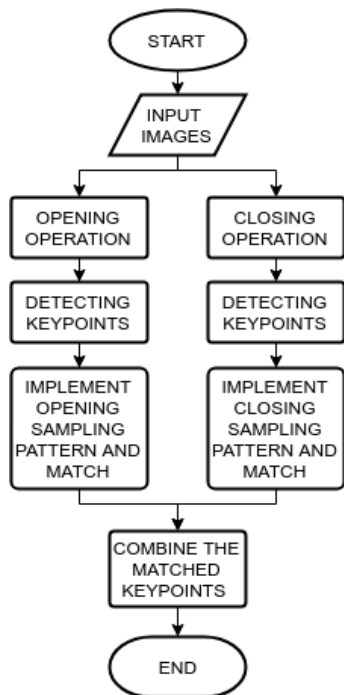 START
INPUT
IMAGES
OPENING
OPERATION
CLOSING
OPERATION
DETECTING
KEYPOINTS
DETECTING
KEYPOINTS
IMPLEMENT
OPENING
SAMPLING
PATTERN AND
MATCH
IMPLEMENT
CLOSING
SAMPLING
PATTERN AND
MATCH
COMBINE THE
MATCHED
KEYPOINTS
END